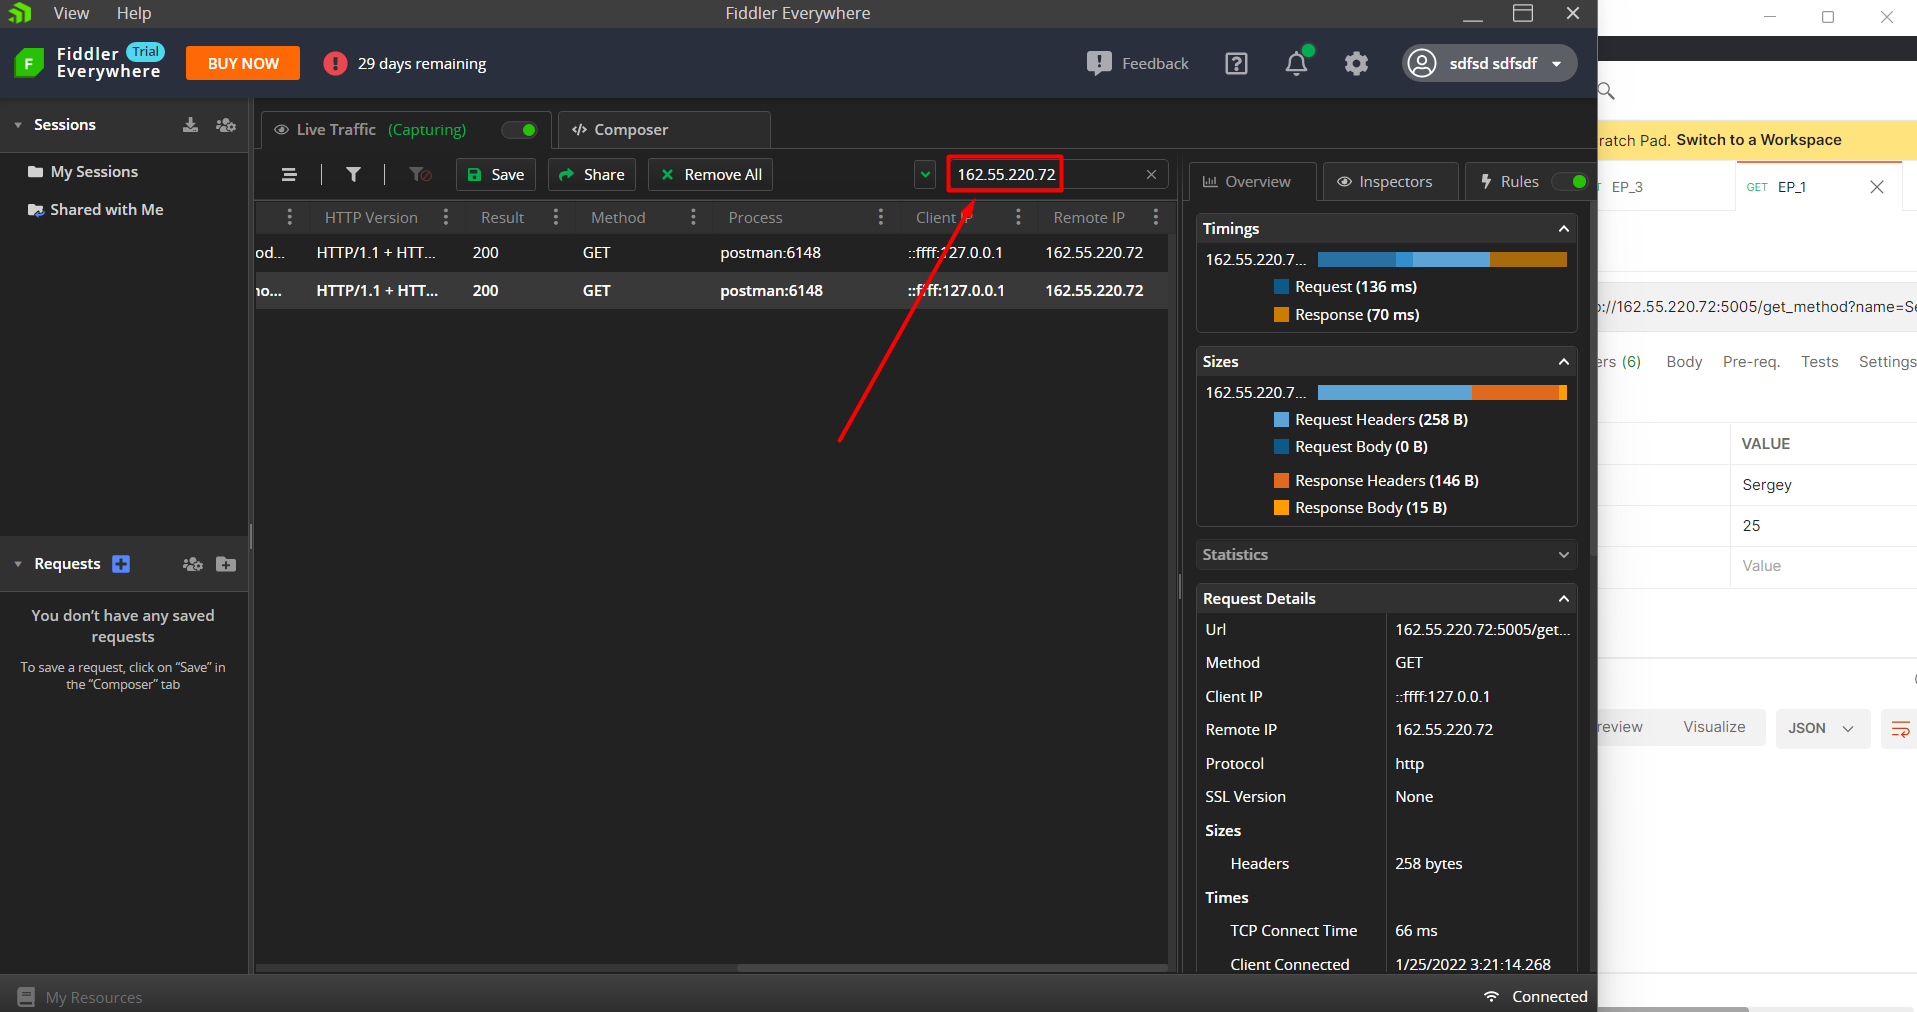 View Help
Fiddler Everywhere
Fiddler Everywhere Trial
BUY NOW
29 days remaining
Feedback
sdfsd sdfsdf
Sessions
My Sessions
Shared with Me
Requests
You don’t have any saved
requests
To save a request, click on “Save” in
the “Composer” tab
My Resources
Live Traffic (Capturing)
Composer
Save Share Remove All
162.55.220.72
HTTP Version Result Method Process Client IP Remote IP
od... HTTP/1.1 + HTT... 200 GET postman:6148 ::ffff:127.0.0.1 162.55.220.72
ho... HTTP/1.1 + HTT... 200 GET postman:6148 ::ffff:127.0.0.1 162.55.220.72
Overview Inspectors Rules
Timings
162.55.220.7...
Request (136 ms)
Response (70 ms)
Sizes
162.55.220.7...
Request Headers (258 B)
Request Body (0 B)
Response Headers (146 B)
Response Body (15 B)
Statistics
Request Details
Url 162.55.220.72:5005/get...
Method GET
Client IP ::ffff:127.0.0.1
Remote IP 162.55.220.72
Protocol http
SSL Version None
Sizes
Headers 258 bytes
Times
TCP Connect Time 66 ms
Client Connected 1/25/2022 3:21:14.268
Connected
ratch Pad. Switch to a Workspace
EP_3 GET EP_1
://162.55.220.72:5005/get_method?name=Se
ers (6) Body Pre-req. Tests Settings
VALUE
Sergey
25
Value
review Visualize JSON